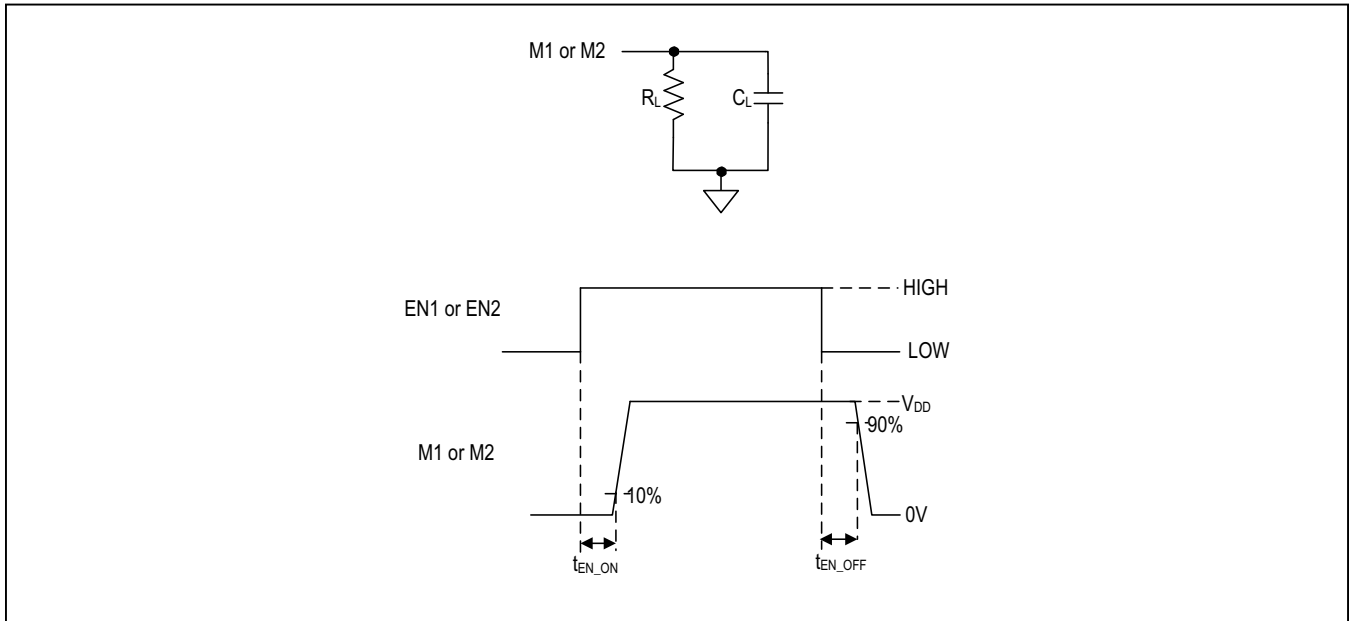 M1 or M2
RL
CL
EN1 or EN2
HIGH
LOW
M1 or M2
VDD
90%
10%
0V
tEN_ON
tEN_OFF